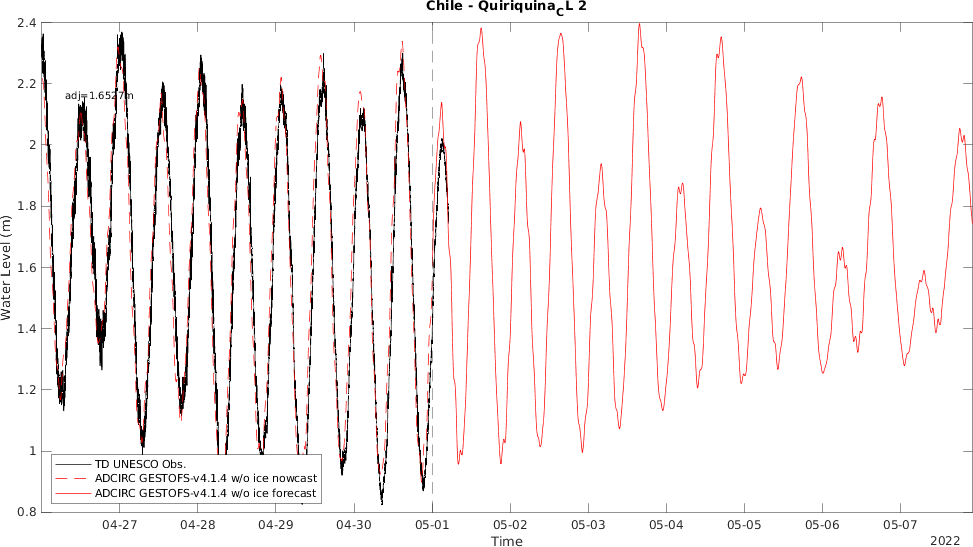 Chile - Quiriquina_CL 2
2.4
2.2
2
1.8
1.6
1.4
1.2
1
0.8
Water Level (m)
adj=1.6527m
TD UNESCO Obs.
ADCIRC GESTOFS-v4.1.4 w/o ice nowcast
ADCIRC GESTOFS-v4.1.4 w/o ice forecast
04-27 04-28 04-29 04-30 05-01 05-02 05-03 05-04 05-05 05-06 05-07
Time
2022